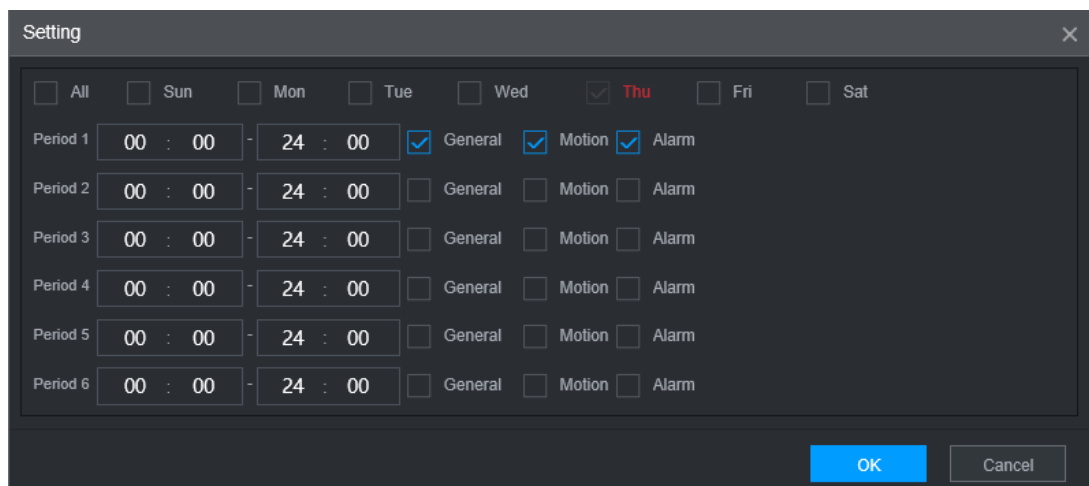 Setting
All Sun Mon Tue Wed Thu Fri Sat
Period 1 00 : 00 - 24 : 00 General Motion Alarm
Period 2 00 : 00 - 24 : 00 General Motion Alarm
Period 3 00 : 00 - 24 : 00 General Motion Alarm
Period 4 00 : 00 - 24 : 00 General Motion Alarm
Period 5 00 : 00 - 24 : 00 General Motion Alarm
Period 6 00 : 00 - 24 : 00 General Motion Alarm
OK Cancel